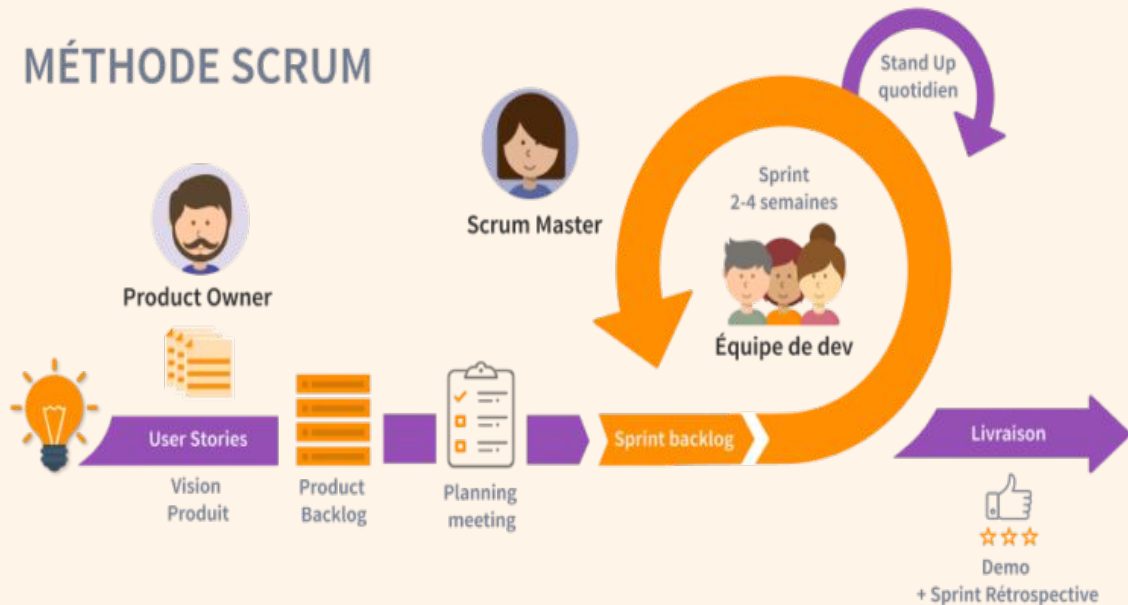 MÉTHODE SCRUM
Stand Up
quotidien
Sprint
2-4 semaines
Scrum Master
Product Owner
Équipe de dev
User Stories
Sprint backlog
Livraison
Vision
Produit
Product
Backlog
Planning
meeting
Demo
+ Sprint Rétrospective